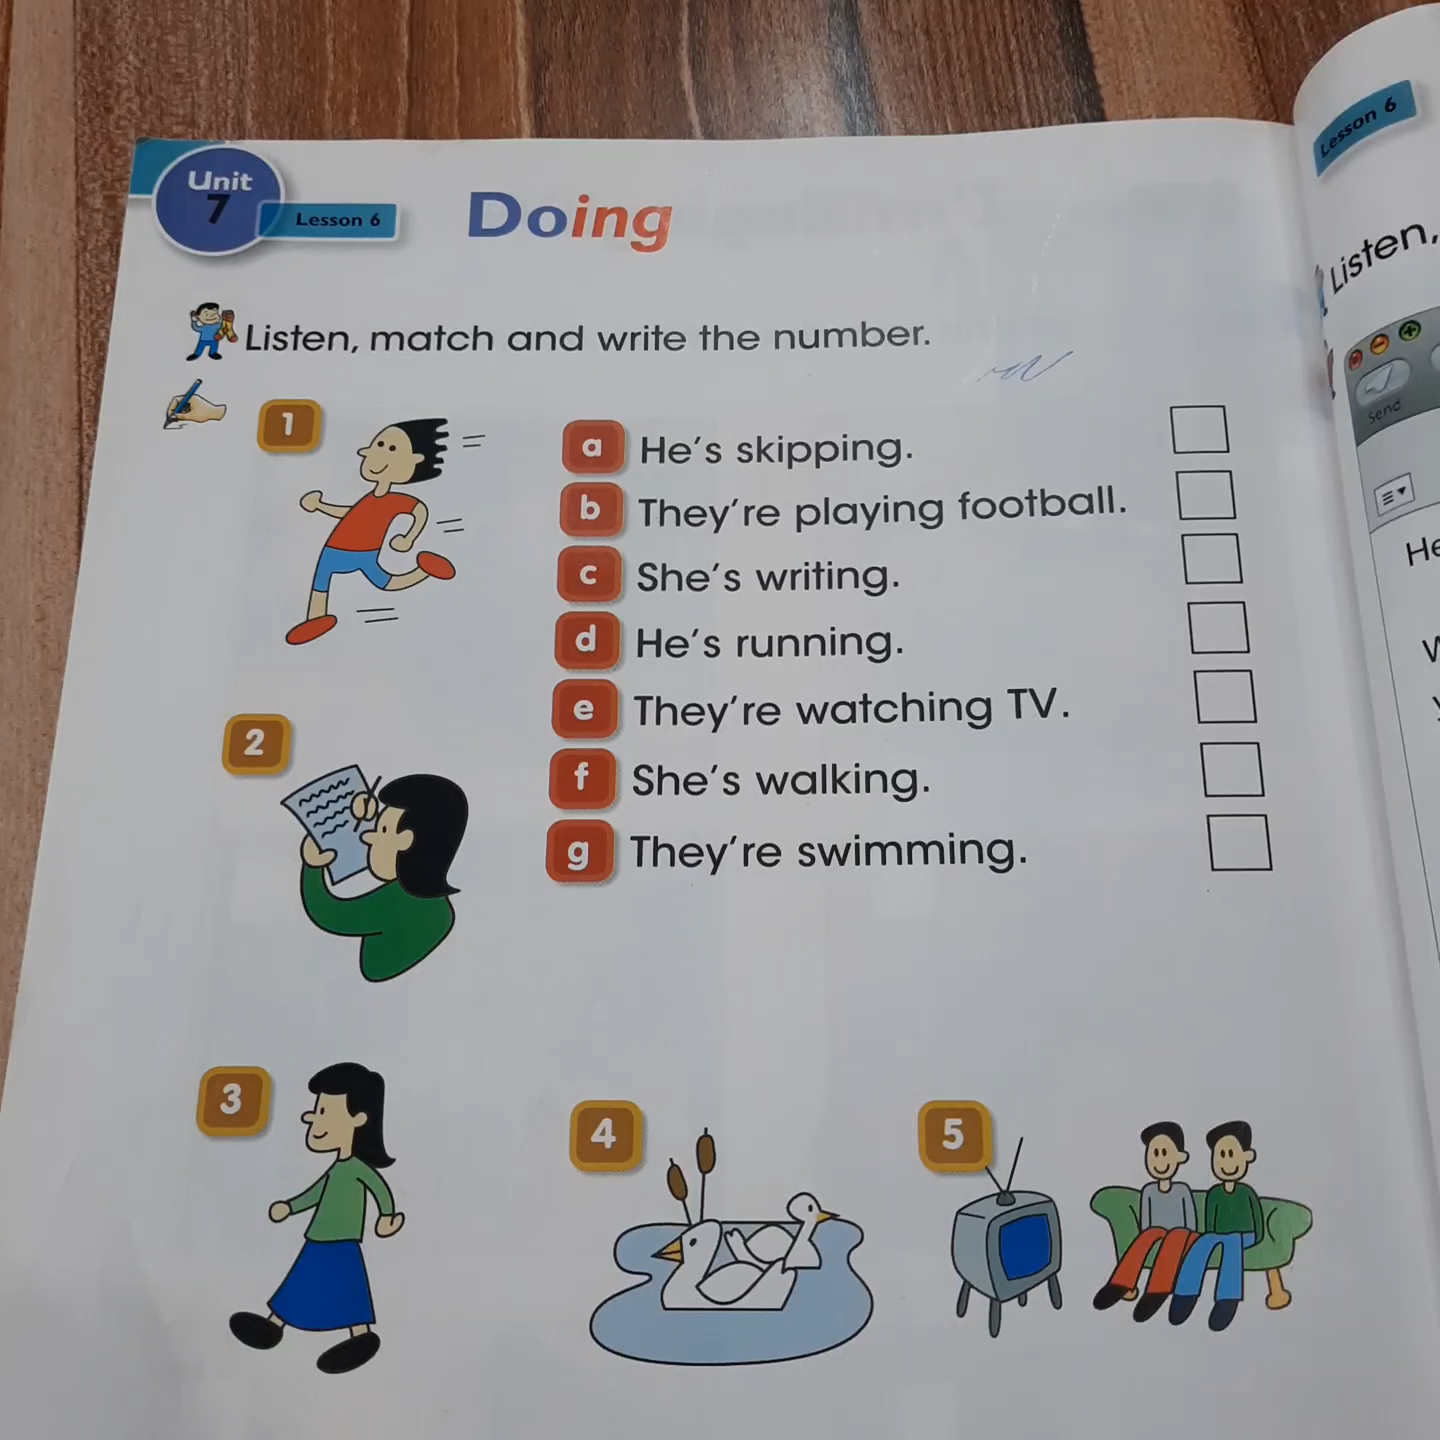 Unit
7
Lesson 6
Doing
Listen, match and write the number.
1
a He's skipping.
b They're playing football.
c She's writing.
d He's running.
e They're watching TV.
f She's walking.
g They're swimming.
2
3
4
5
Lesson 6
Listen,
Send
He